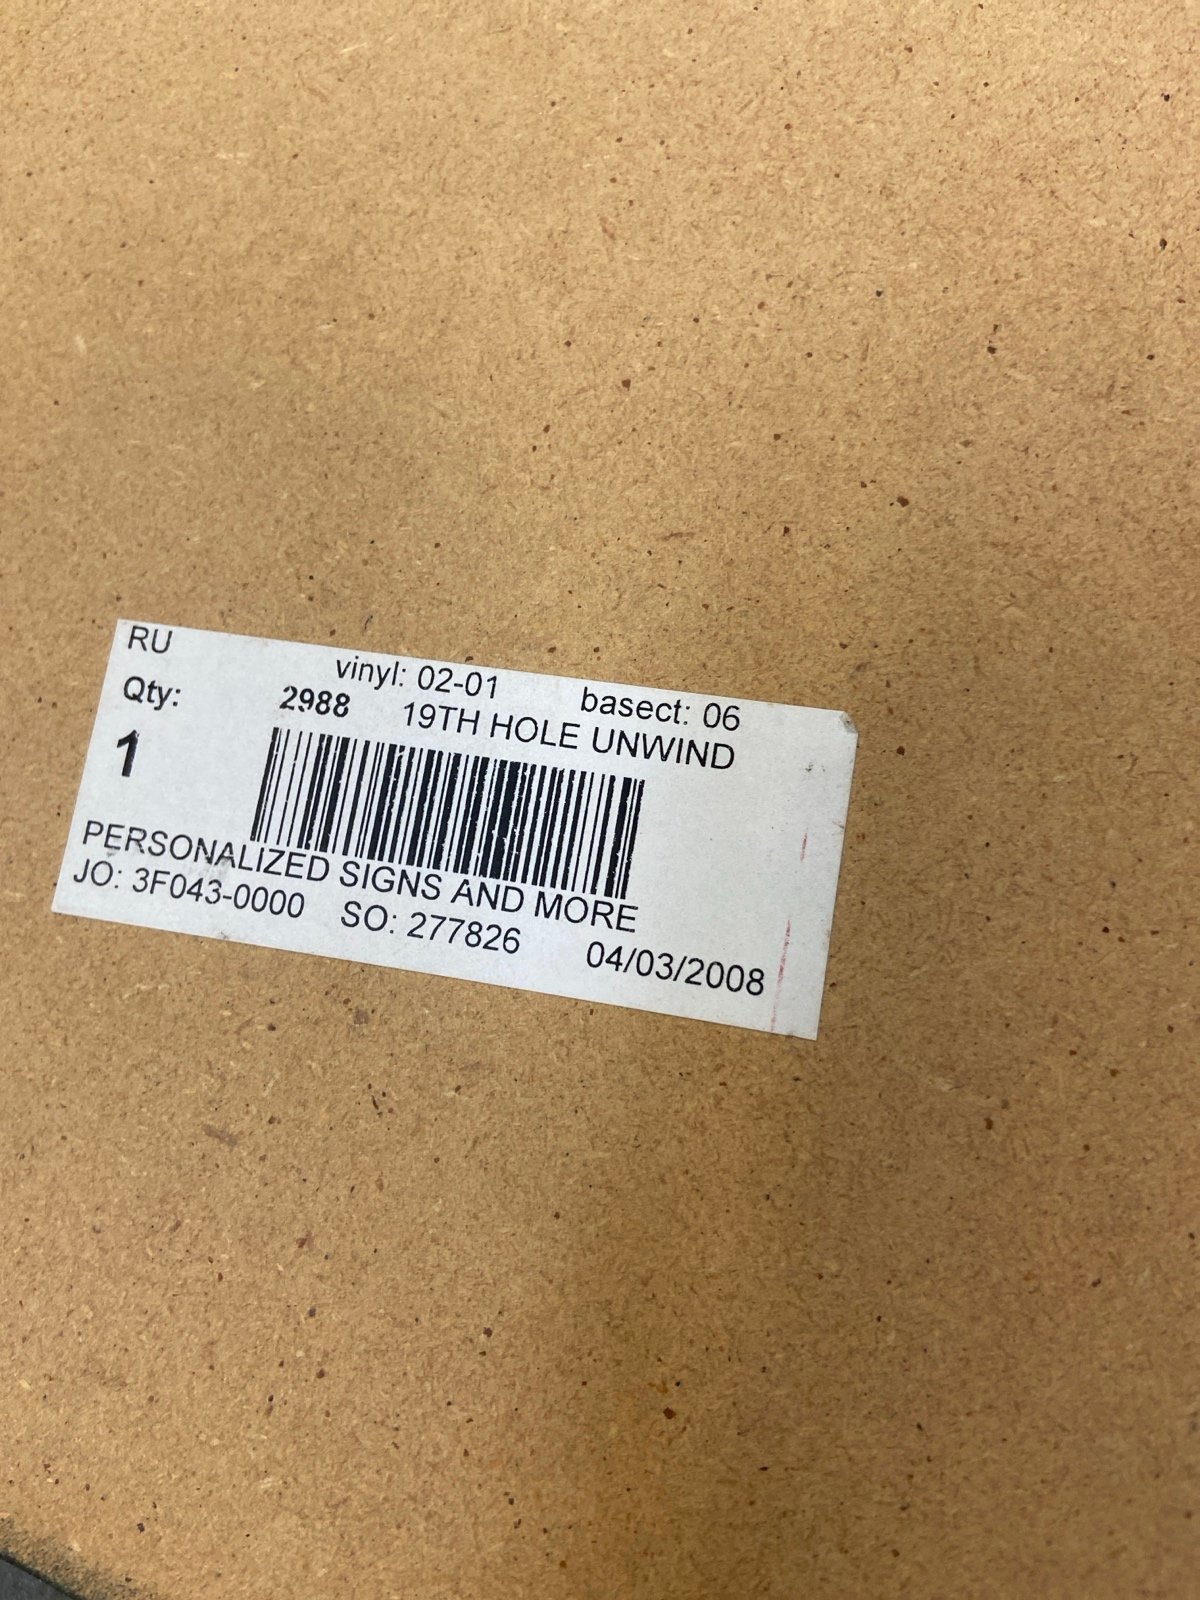 RU
vinyl: 02-01 basect: 06
Qty: 2988 19TH HOLE UNWIND
1
PERSONALIZED SIGNS AND MORE
JO: 3F043-0000 SO: 277826 04/03/2008